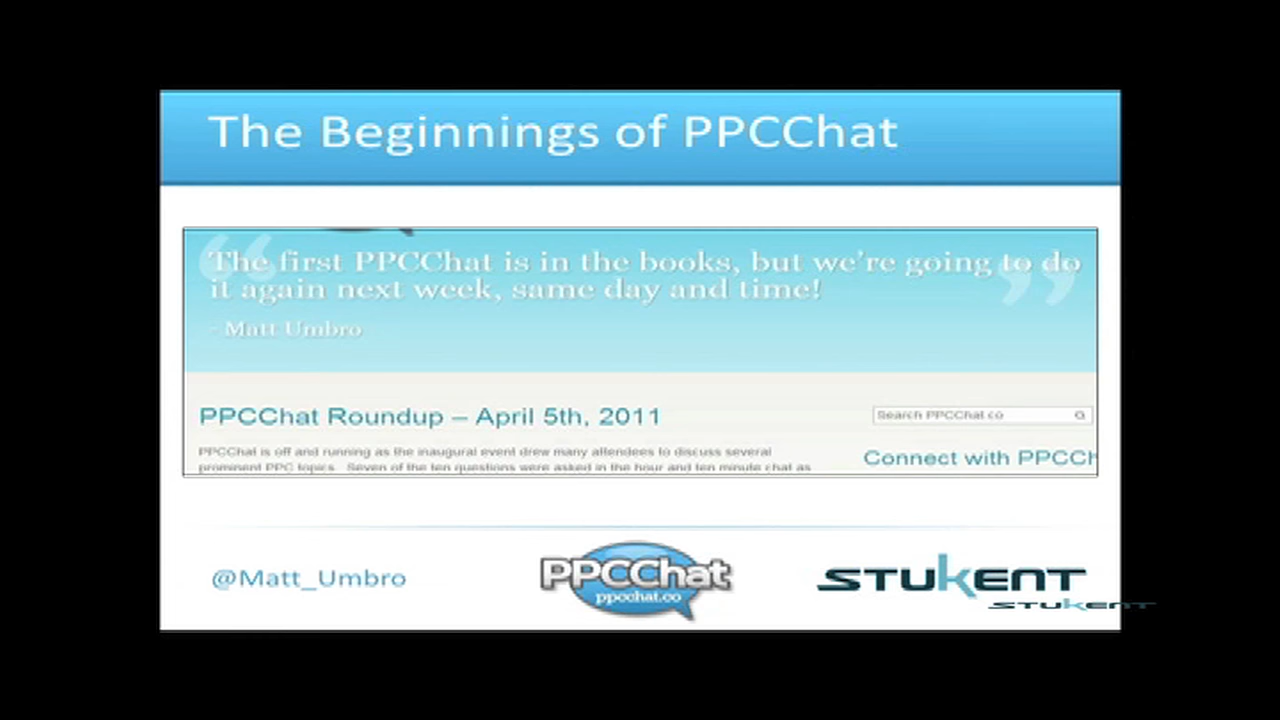 The Beginnings of PPCChat
The first PPCChat is in the books, but we're going to do
it again next week, same day and time!
- Matt Umbro
PPCChat Roundup – April 5th, 2011
Search PPCChat.co
PPCChat is off and running as the inaugural event drew many attendees to discuss several
prominent PPC topics. Seven of the ten questions were asked in the hour and ten minute chat as
Connect with PPCCh
@Matt_Umbro
PPCChat
ppcchat.co
STUKENT
STUKENT